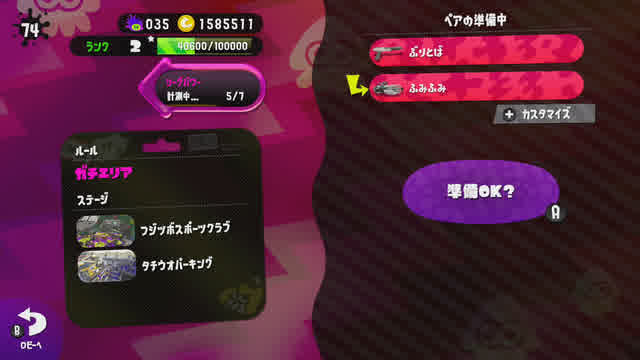 74
035
1585511
ランク 2
40600/100000
リーグパワー
計測中… 5/7
ルール
ガチエリア
ステージ
フジツボスポーツクラブ
タチウオパーキング
B
ロビーへ
ペアの準備中
ぷりとば
ふみふみ
+ カスタマイズ
準備OK?
A